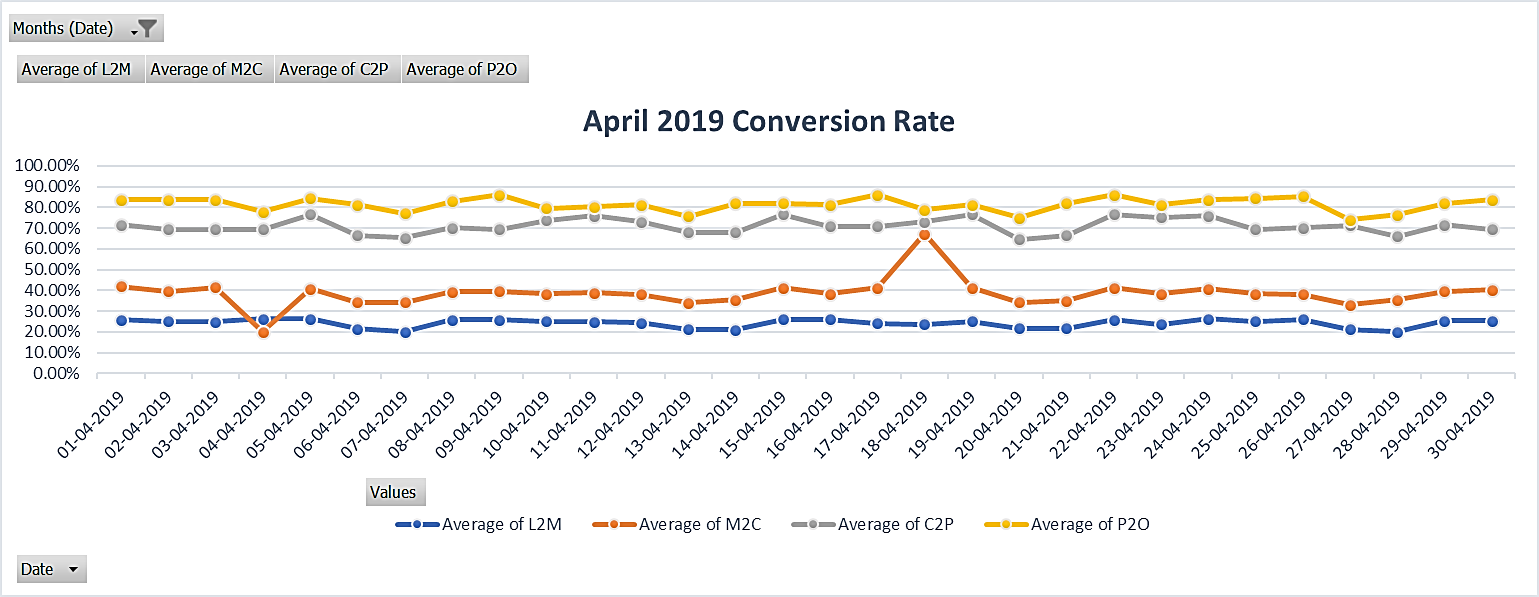 Months (Date)
Average of L2M Average of M2C Average of C2P Average of P2O
April 2019 Conversion Rate
100.00%
90.00%
80.00%
70.00%
60.00%
50.00%
40.00%
30.00%
20.00%
10.00%
0.00%
01-04-2019 02-04-2019 03-04-2019 04-04-2019 05-04-2019 06-04-2019 07-04-2019 08-04-2019 09-04-2019 10-04-2019 11-04-2019 12-04-2019 13-04-2019 14-04-2019 15-04-2019 16-04-2019 17-04-2019 18-04-2019 19-04-2019 20-04-2019 21-04-2019 22-04-2019 23-04-2019 24-04-2019 25-04-2019 26-04-2019 27-04-2019 28-04-2019 29-04-2019 30-04-2019
Values
Average of L2M Average of M2C Average of C2P Average of P2O
Date